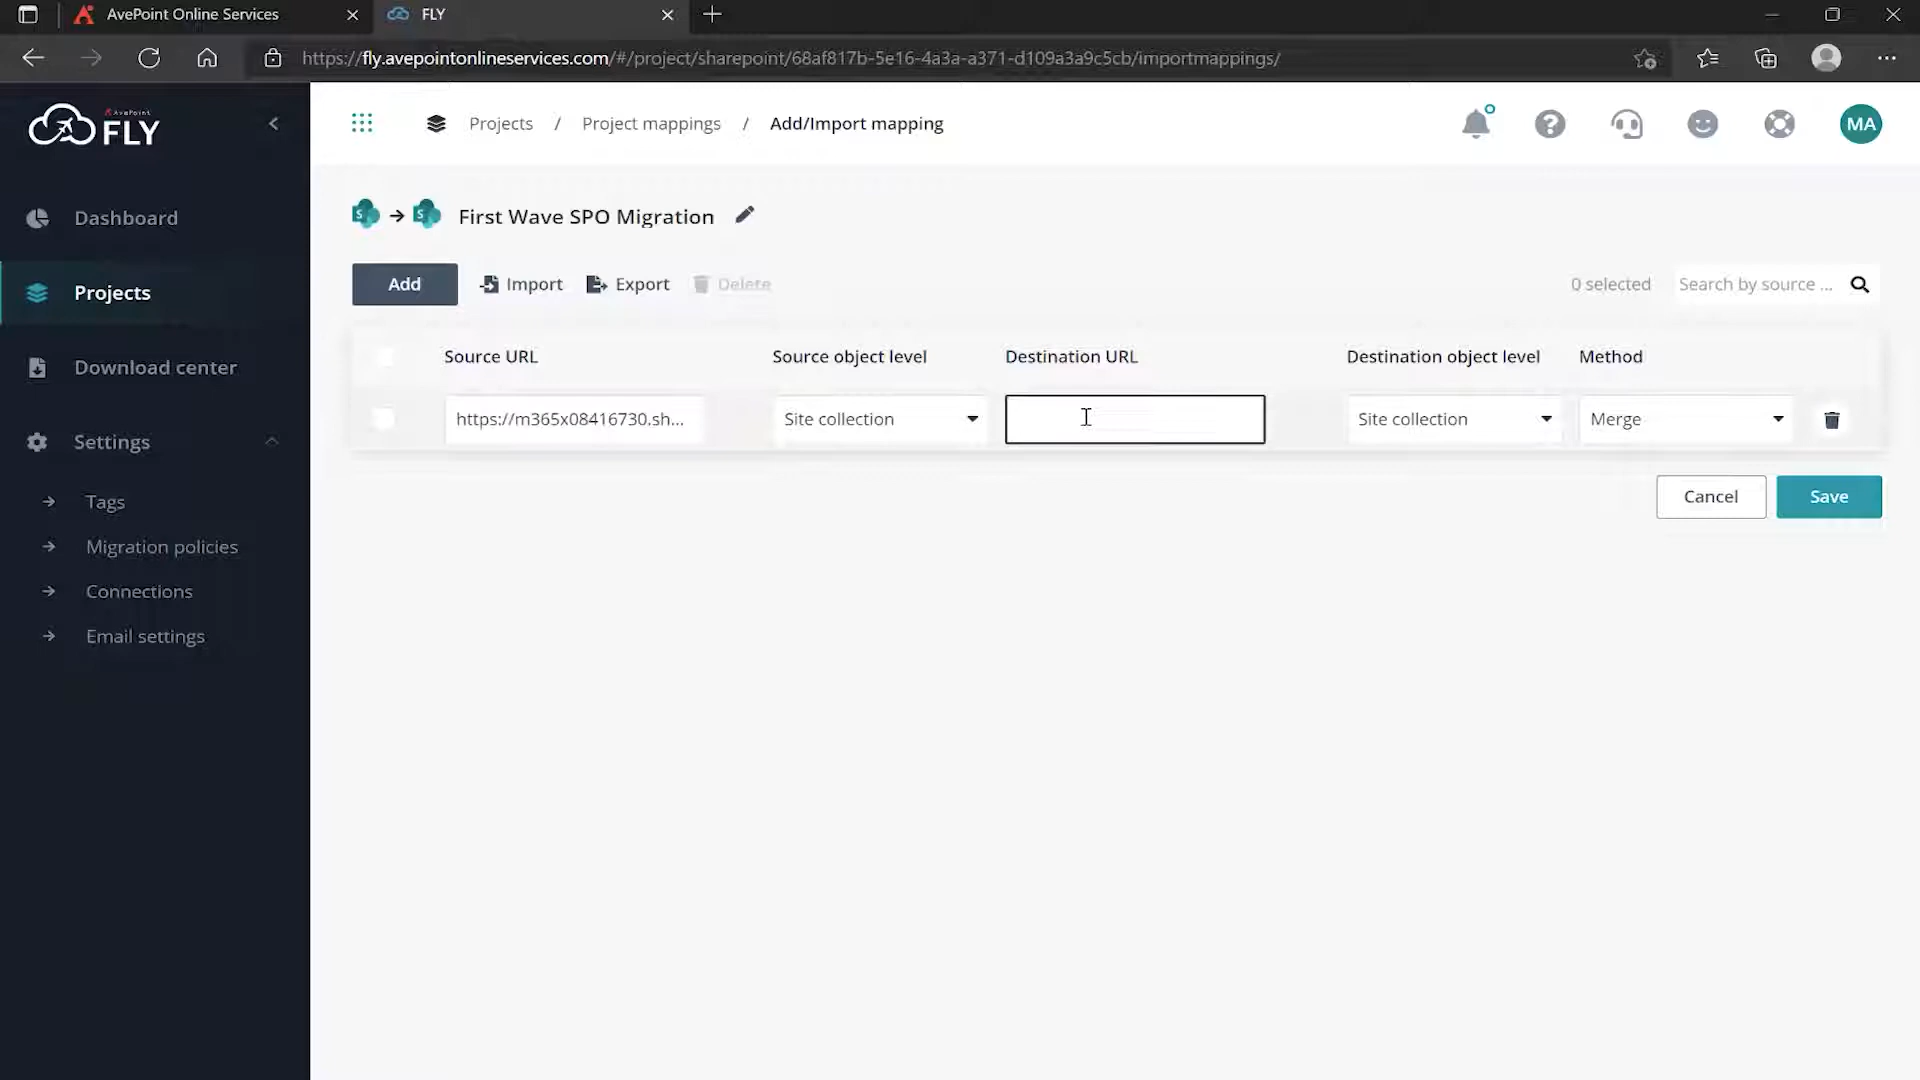 AvePoint Online Services
FLY
https://fly.avepointonlineservices.com/#/project/sharepoint/68af817b-5e16-4a3a-a371-d109a3a9c5cb/importmappings/
AvePoint
FLY
Projects / Project mappings / Add/Import mapping
MA
Dashboard
Projects
Download center
Settings
Tags
Migration policies
Connections
Email settings
S → S First Wave SPO Migration
Add Import Export Delete 0 selected Search by source ...
Source URL Source object level Destination URL Destination object level Method
https://m365x08416730.sh... Site collection Site collection Merge
Cancel Save